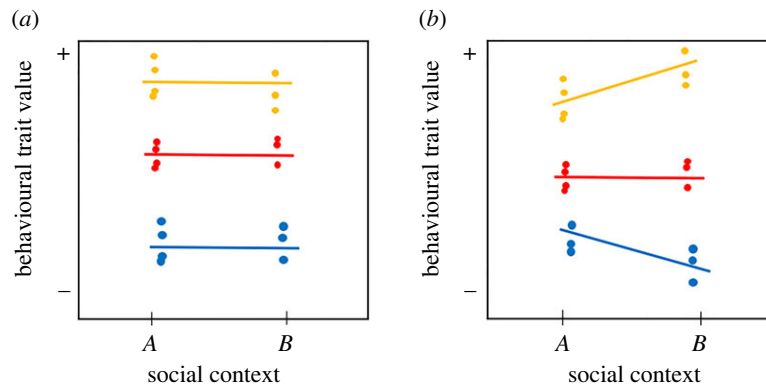 (a)
+
behavioural trait value
–
A B
social context
(b)
+
behavioural trait value
–
A B
social context